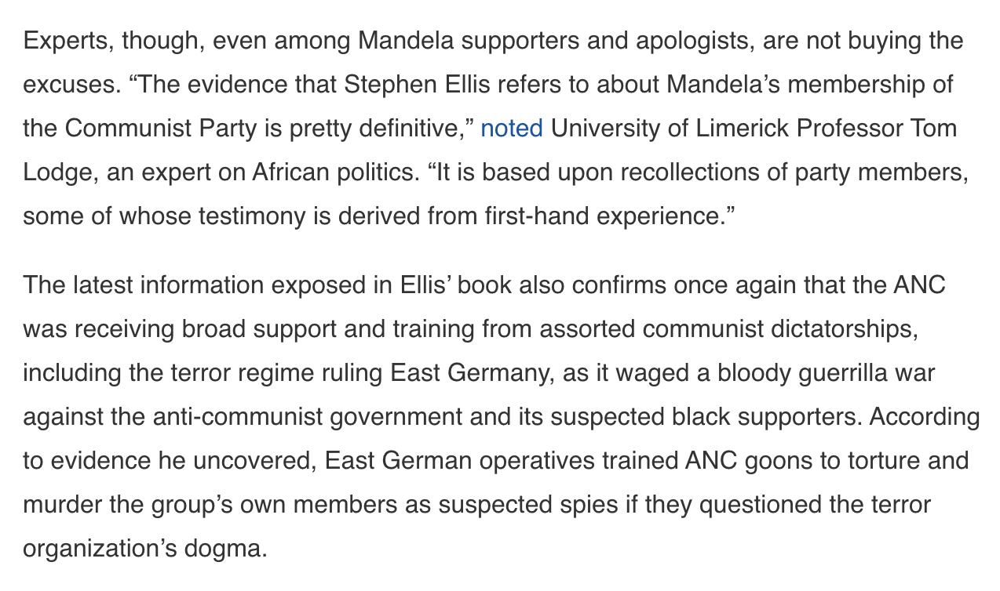 Experts, though, even among Mandela supporters and apologists, are not buying the
excuses. “The evidence that Stephen Ellis refers to about Mandela’s membership of
the Communist Party is pretty definitive,” noted University of Limerick Professor Tom
Lodge, an expert on African politics. “It is based upon recollections of party members,
some of whose testimony is derived from first-hand experience.”
The latest information exposed in Ellis’ book also confirms once again that the ANC
was receiving broad support and training from assorted communist dictatorships,
including the terror regime ruling East Germany, as it waged a bloody guerrilla war
against the anti-communist government and its suspected black supporters. According
to evidence he uncovered, East German operatives trained ANC goons to torture and
murder the group’s own members as suspected spies if they questioned the terror
organization’s dogma.